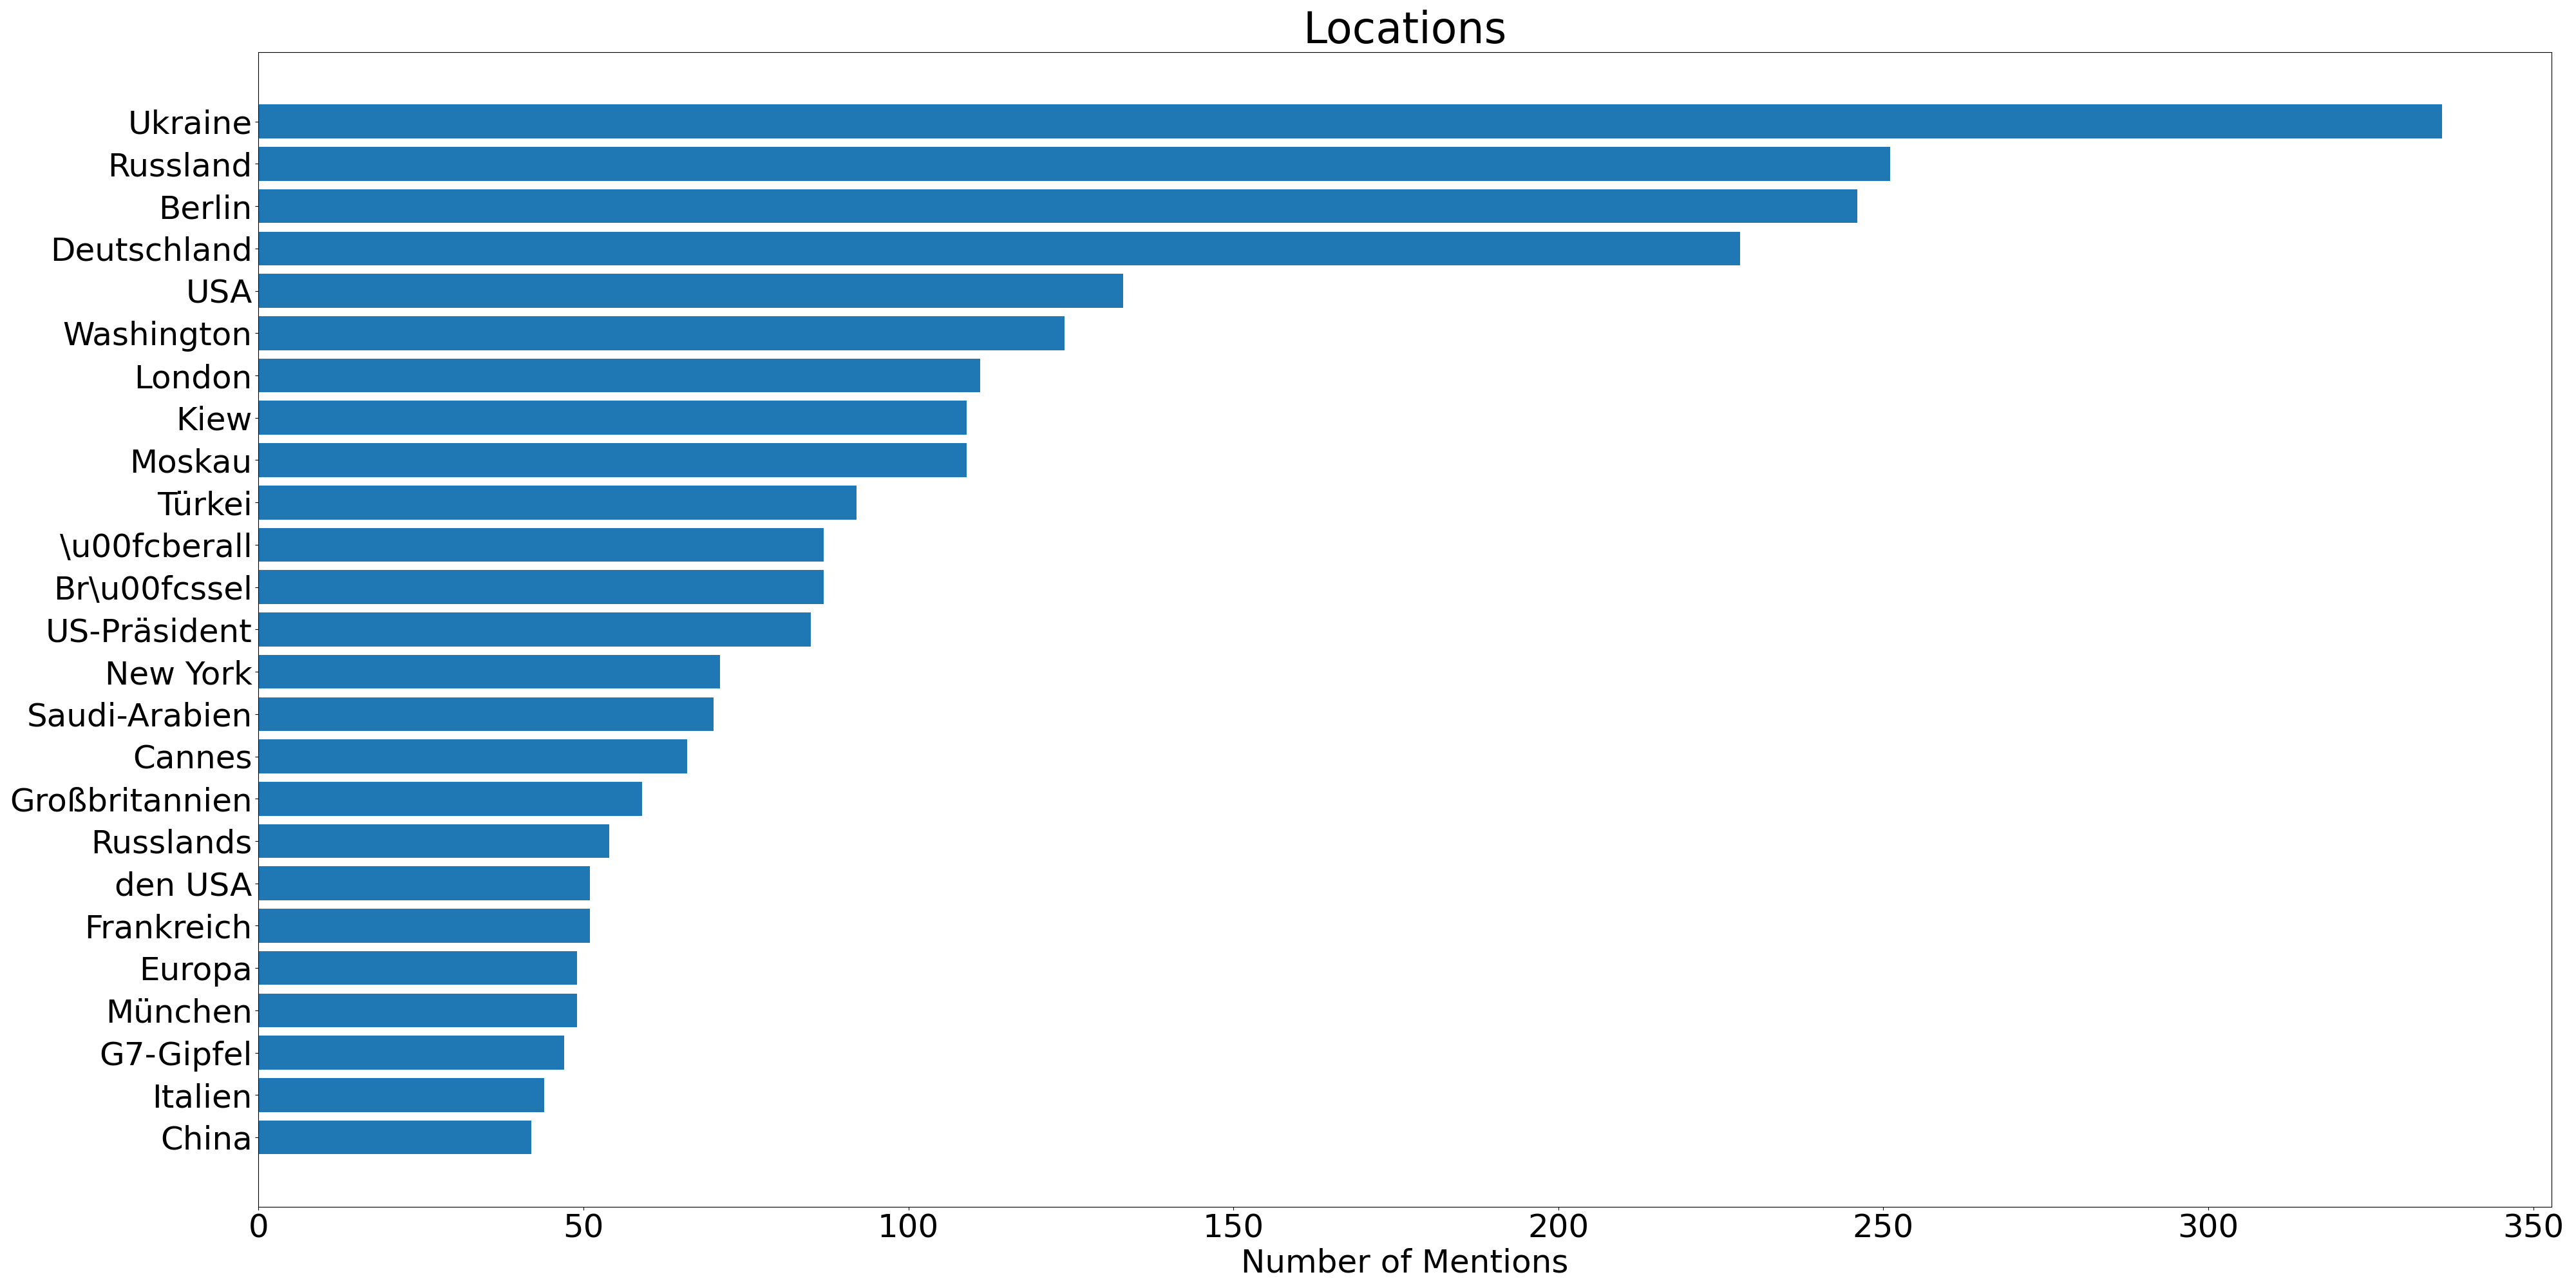 Locations
Ukraine
Russland
Berlin
Deutschland
USA
Washington
London
Kiew
Moskau
Türkei
\u00fcberall
Br\u00fcssel
US-Präsident
New York
Saudi-Arabien
Cannes
Großbritannien
Russlands
den USA
Frankreich
Europa
München
G7-Gipfel
Italien
China
0 50 100 150 200 250 300 350
Number of Mentions